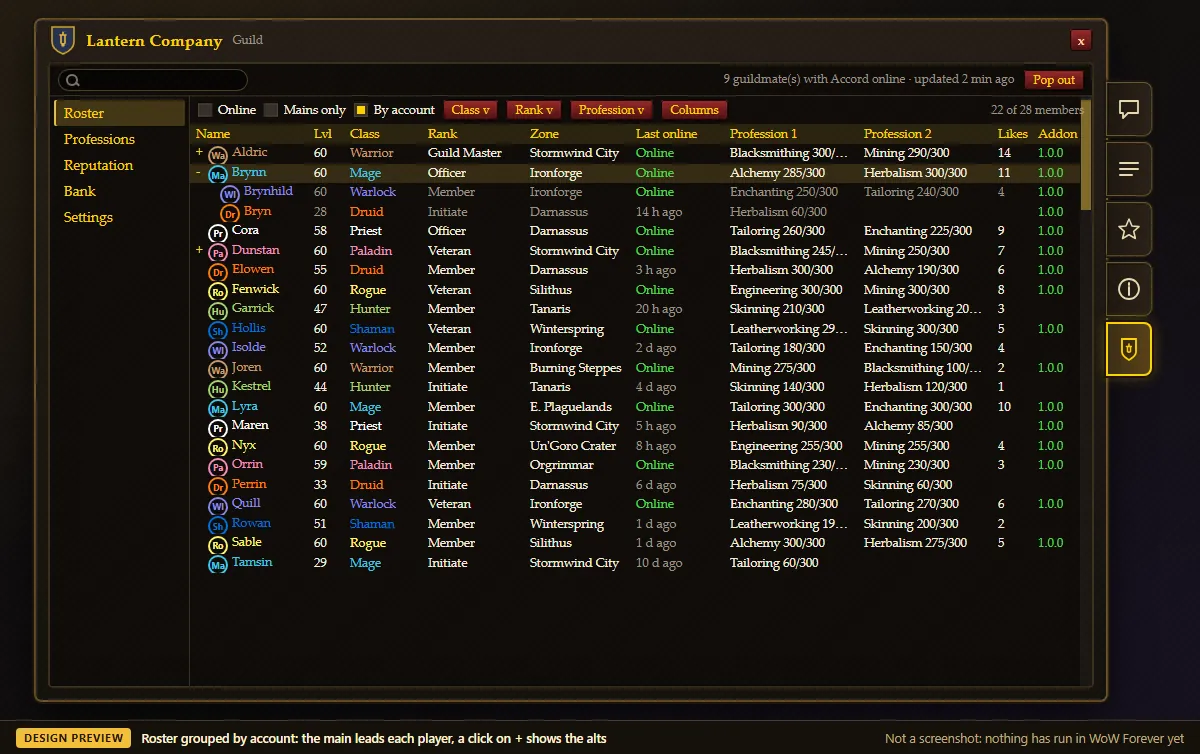 Lantern Company Guild
x
9 guildmate(s) with Accord online · updated 2 min ago Pop out
Roster
Professions
Reputation
Bank
Settings
Online Mains only By account Class v Rank v Profession v Columns 22 of 28 members
Name Lvl Class Rank Zone Last online Profession 1 Profession 2 Likes Addon
+ Wa Aldric 60 Warrior Guild Master Stormwind City Online Blacksmithing 300/... Mining 290/300 14 1.0.0
- Ma Brynn 60 Mage Officer Ironforge Online Alchemy 285/300 Herbalism 300/300 11 1.0.0
Wl Brynhild 60 Warlock Member Ironforge Online Enchanting 250/300 Tailoring 240/300 4 1.0.0
Dr Bryn 28 Druid Initiate Darnassus 14 h ago Herbalism 60/300 1.0.0
Pr Cora 58 Priest Officer Darnassus Online Tailoring 260/300 Enchanting 225/300 9 1.0.0
+ Pa Dunstan 60 Paladin Veteran Stormwind City Online Blacksmithing 245/... Mining 250/300 7 1.0.0
Dr Elowen 55 Druid Member Darnassus 3 h ago Herbalism 300/300 Alchemy 190/300 6 1.0.0
Ro Fenwick 60 Rogue Veteran Silithus Online Engineering 300/300 Mining 300/300 8 1.0.0
Hu Garrick 47 Hunter Member Tanaris 20 h ago Skinning 210/300 Leatherworking 20... 3
Sh Hollis 60 Shaman Veteran Winterspring Online Leatherworking 29... Skinning 300/300 5 1.0.0
Wl Isolde 52 Warlock Member Ironforge 2 d ago Tailoring 180/300 Enchanting 150/300 4
Wa Joren 60 Warrior Member Burning Steppes Online Mining 275/300 Blacksmithing 100/... 2 1.0.0
Hu Kestrel 44 Hunter Initiate Tanaris 4 d ago Skinning 140/300 Herbalism 120/300 1
Ma Lyra 60 Mage Member E. Plaguelands Online Tailoring 300/300 Enchanting 300/300 10 1.0.0
Pr Maren 38 Priest Initiate Stormwind City 5 h ago Herbalism 90/300 Alchemy 85/300 1.0.0
Ro Nyx 60 Rogue Member Un'Goro Crater 8 h ago Engineering 255/300 Mining 255/300 4 1.0.0
Pa Orrin 59 Paladin Member Orgrimmar Online Blacksmithing 230/... Mining 230/300 3 1.0.0
Dr Perrin 33 Druid Initiate Darnassus 6 d ago Herbalism 75/300 Skinning 60/300
Wl Quill 60 Warlock Veteran Ironforge Online Enchanting 280/300 Tailoring 270/300 6 1.0.0
Sh Rowan 51 Shaman Member Winterspring 1 d ago Leatherworking 19... Skinning 200/300 2
Ro Sable 60 Rogue Member Silithus 1 d ago Alchemy 300/300 Herbalism 275/300 5 1.0.0
Ma Tamsin 29 Mage Initiate Stormwind City 10 d ago Tailoring 60/300
DESIGN PREVIEW Roster grouped by account: the main leads each player, a click on + shows the alts Not a screenshot: nothing has run in WoW Forever yet